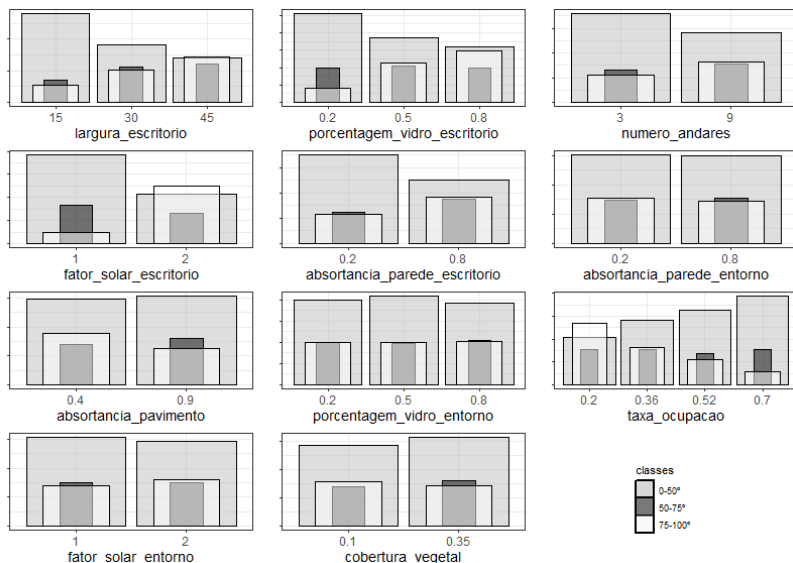 15 30 45
largura_escritorio
0.2 0.5 0.8
porcentagem_vidro_escritorio
3 9
numero_andares
1 2
fator_solar_escritorio
0.2 0.8
absortancia_parede_escritorio
0.2 0.8
absortancia_parede_entorno
0.4 0.9
absortancia_pavimento
0.2 0.5 0.8
porcentagem_vidro_entorno
0.2 0.36 0.52 0.7
taxa_ocupacao
1 2
fator_solar_entorno
0.1 0.35
cobertura_vegetal
classes
0-50º
50-75º
75-100º